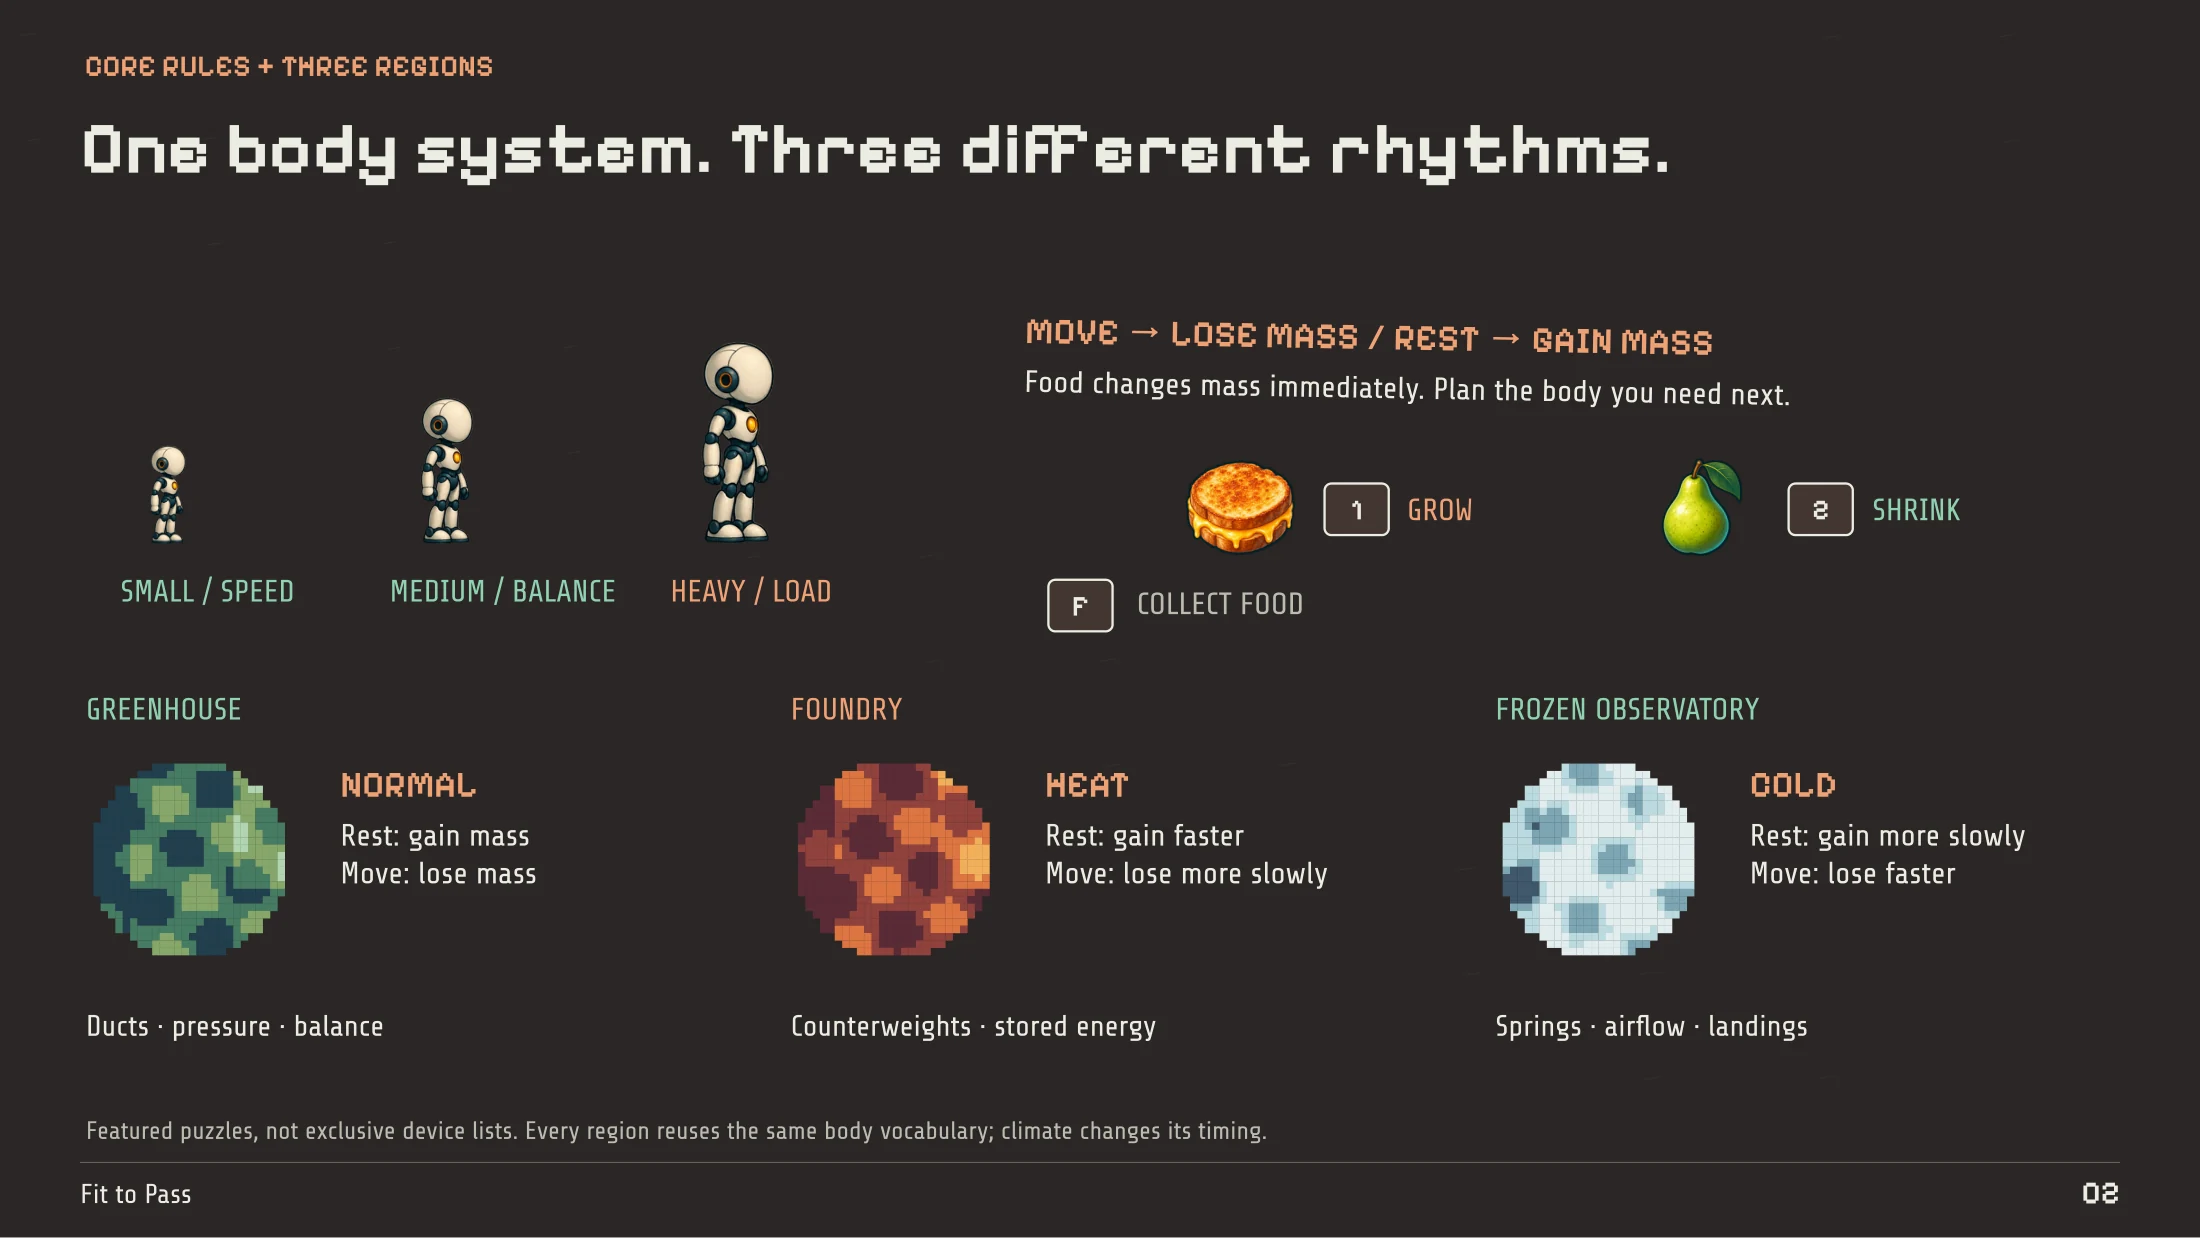 CORE RULES + THREE REGIONS
One body system. Three different rhythms.
MOVE → LOSE MASS / REST → GAIN MASS
Food changes mass immediately. Plan the body you need next.
1 GROW
2 SHRINK
SMALL / SPEED
MEDIUM / BALANCE
HEAVY / LOAD
F COLLECT FOOD
GREENHOUSE
NORMAL
Rest: gain mass
Move: lose mass
Ducts · pressure · balance
FOUNDRY
HEAT
Rest: gain faster
Move: lose more slowly
Counterweights · stored energy
FROZEN OBSERVATORY
COLD
Rest: gain more slowly
Move: lose faster
Springs · airflow · landings
Featured puzzles, not exclusive device lists. Every region reuses the same body vocabulary; climate changes its timing.
Fit to Pass
02